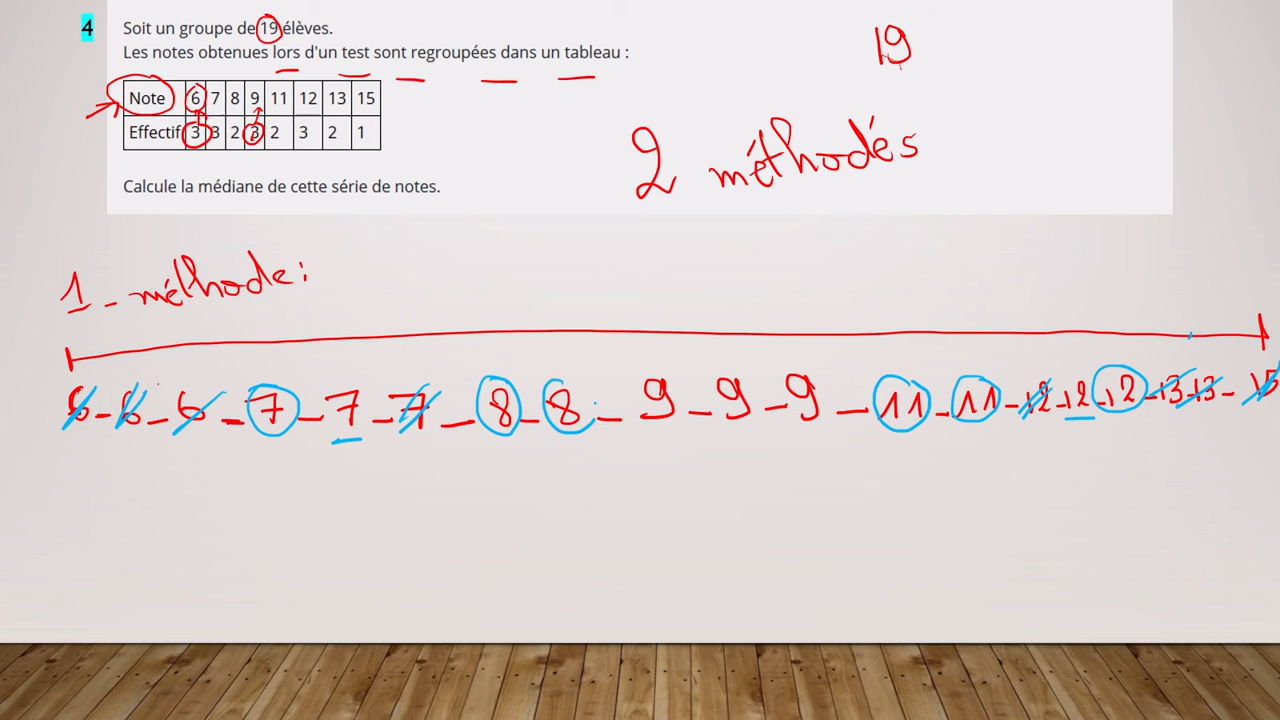 4 Soit un groupe de 19 élèves.
19
Les notes obtenues lors d'un test sont regroupées dans un tableau :
Note 6 7 8 9 11 12 13 15
Effectif 3 3 2 3 2 3 2 1
2 méthodés
Calcule la médiane de cette série de notes.
1 - méthode :
6 - 6 - 6 - 7 - 7 - 7 - 8 - 8 - 9 - 9 - 9 - 11 - 11 - 12 - 12 - 12 - 13 - 13 - 15